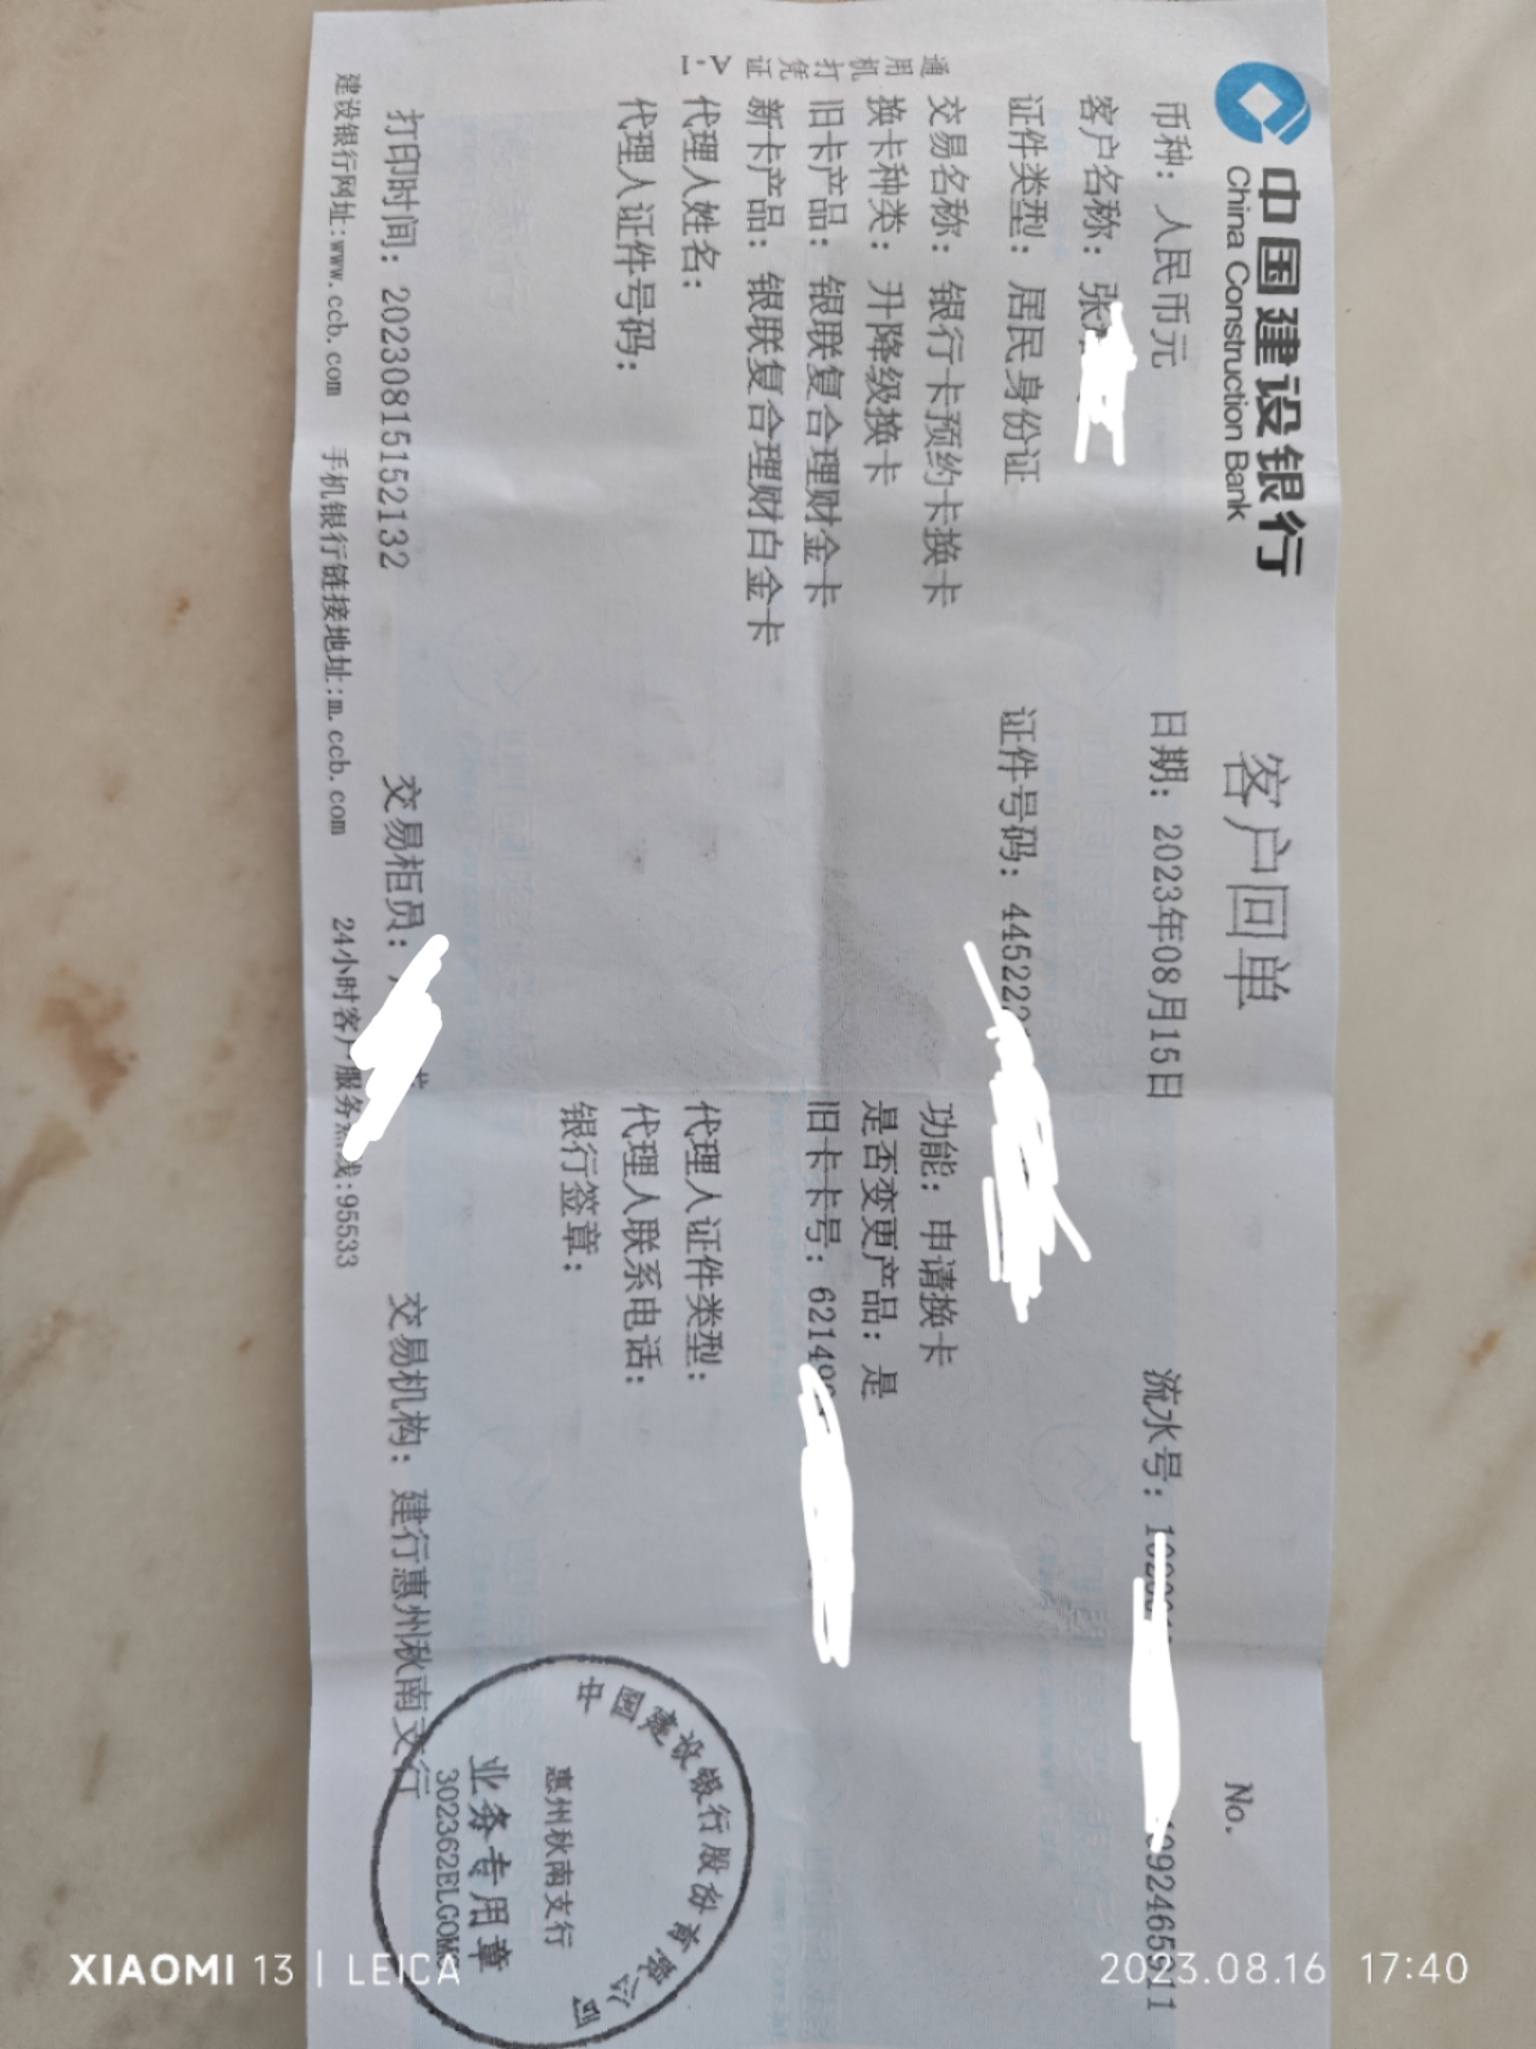 中国建设银行
China Construction Bank
客户回单
No.
币种：人民币元 日期：2023年08月15日 流水号：
客户名称：张
证件类型：居民身份证 证件号码：445222
交易名称：银行卡预约卡换卡 功能：申请换卡
换卡种类：升降级换卡 是否变更产品：是
旧卡产品：银联复合理财金卡 旧卡卡号：62149
新卡产品：银联复合理财白金卡
代理人姓名： 代理人证件类型：
代理人证件号码： 代理人联系电话：
银行签章：
通用机打凭证 A-1
中国建设银行股份有限公司
惠州秋南支行
业务专用章
打印时间：20230815152132 交易柜员： 交易机构：建行惠州秋南支行
建设银行网址:www.ccb.com 手机银行链接地址:m.ccb.com 24小时客户服务热线:95533
XIAOMI 13 | LEICA
2023.08.16 17:40